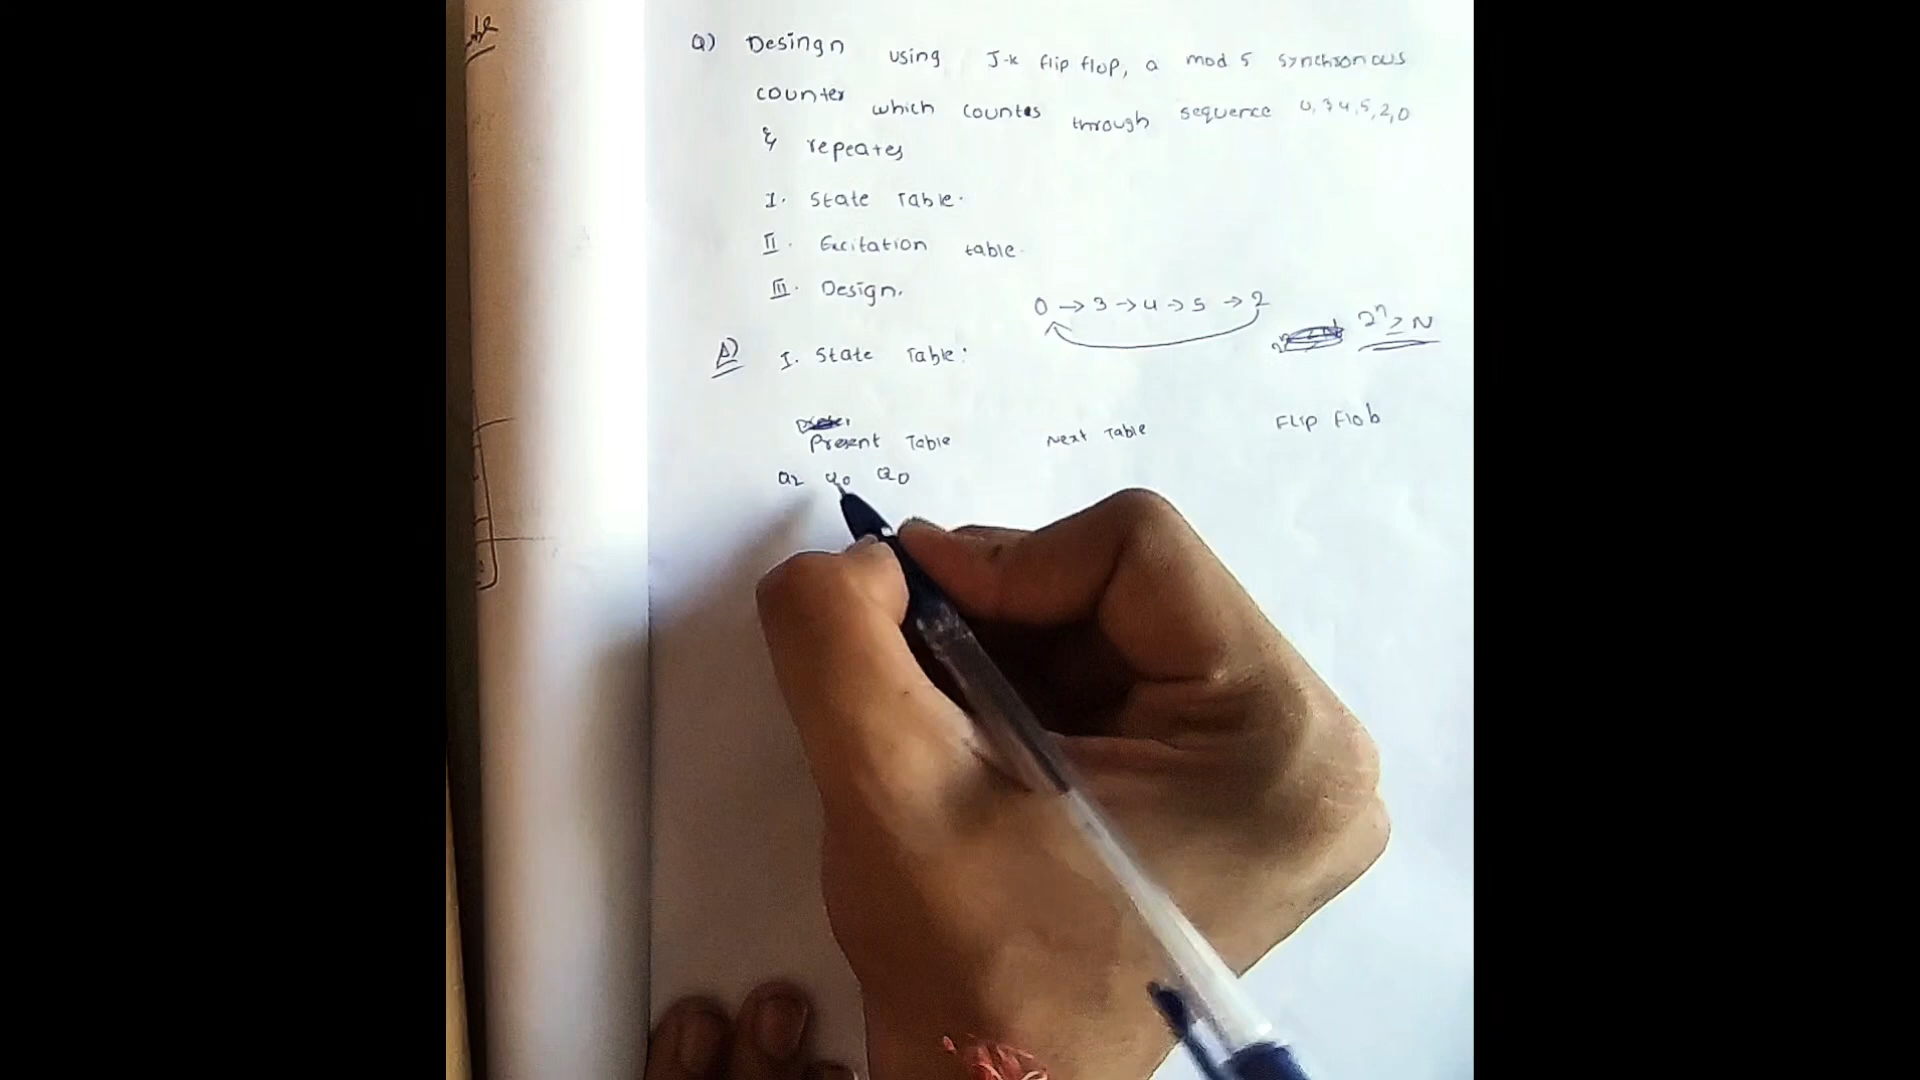 Q) Desingn using J-K flip flop, a mod 5 synchronous
counter which countes through sequence 0,3 4,5,2,0
& repeates
I. State Table.
II. Excitation table.
III. Design.
0 → 3 → 4 → 5 → 2
2ⁿ ≥ N
A) I. State Table:
Present Table Next Table Flip Flob
Q2 Q0 Q0